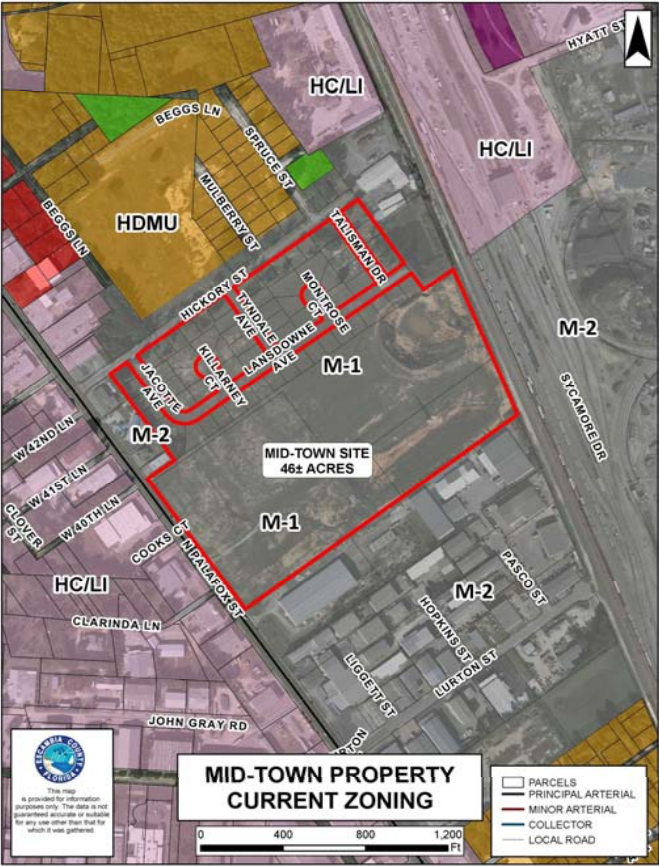 HYATT ST
HC/LI
BEGGS LN
SPRUCE ST
HC/LI
MULBERRY ST
BEGGS LN
HDMU
TALISMAN DR
HICKORY ST
MONTROSE
CT
TYNDALE
AVE
LANSDOWNE
AVE
KILLARNEY
CT
JACOTTE
AVE
M-1
M-2
SYCAMORE DR
M-2
W 42ND LN
MID-TOWN SITE
46± ACRES
W 41ST LN
W 40TH LN
CLOVER
ST
COOKS CT
M-1
N PALAFOX ST
HC/LI
PASCO ST
M-2
HOPKINS ST
CLARINDA LN
LIGGETT ST
LURTON ST
JOHN GRAY RD
ESCAMBIA COUNTY
FLORIDA
This map
is provided for information
purposes only. The data is not
guaranteed accurate or suitable
for any use other than that for
which it was gathered.
MID-TOWN PROPERTY
CURRENT ZONING
0 400 800 1,200
Ft
PARCELS
PRINCIPAL ARTERIAL
MINOR ARTERIAL
COLLECTOR
LOCAL ROAD